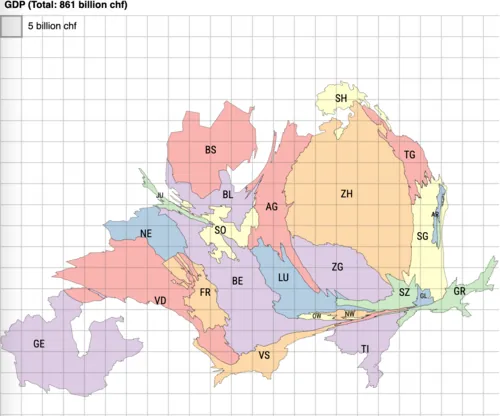 GDP (Total: 861 billion chf)
5 billion chf
SH
BS
TG
JU
BL
ZH
AG
AR
SO
NE
SG
ZG
LU
BE
FR
SZ
GL
GR
VD
OW
NW
GE
VS
TI